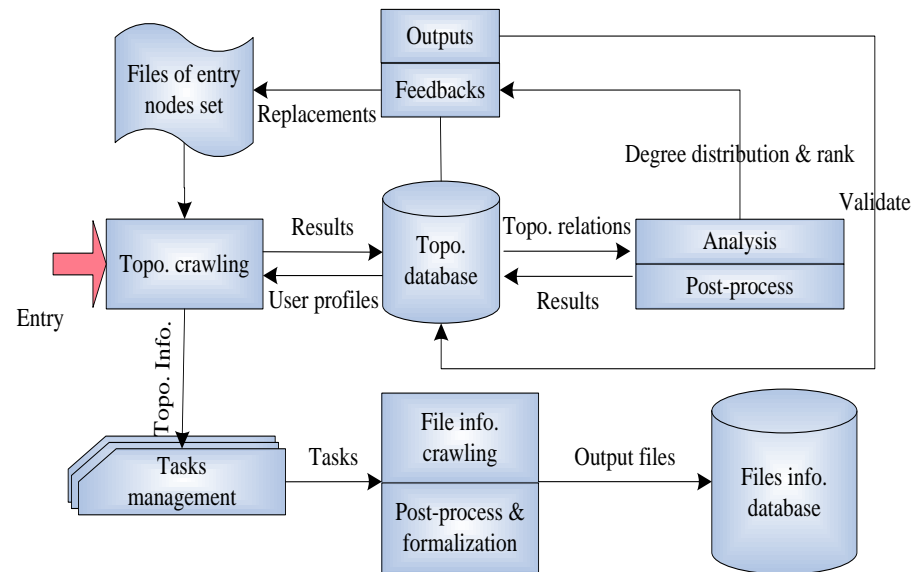 Outputs
Files of entry
nodes set
Feedbacks
Replacements
Degree distribution & rank
Validate
Results
Topo. relations
Topo. crawling
Topo.
database
Analysis
Post-process
User profiles
Results
Entry
Topo. Info.
File info.
crawling
Tasks
management
Tasks
Output files
Files info.
database
Post-process &
formalization